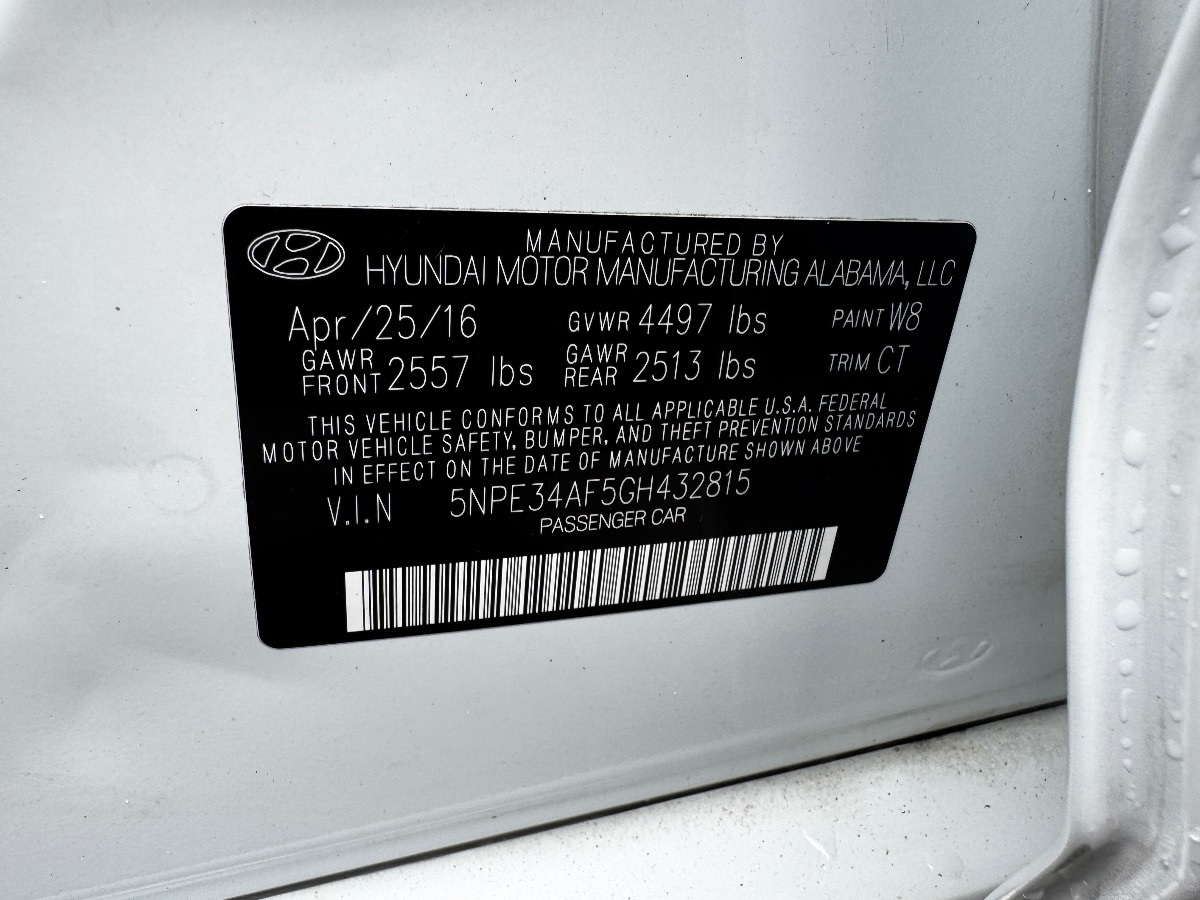 MANUFACTURED BY
HYUNDAI MOTOR MANUFACTURING ALABAMA, LLC
Apr/25/16 GVWR 4497 lbs PAINT W8
GAWR FRONT 2557 lbs GAWR REAR 2513 lbs TRIM CT
THIS VEHICLE CONFORMS TO ALL APPLICABLE U.S.A. FEDERAL
MOTOR VEHICLE SAFETY, BUMPER, AND THEFT PREVENTION STANDARDS
IN EFFECT ON THE DATE OF MANUFACTURE SHOWN ABOVE
V.I.N 5NPE34AF5GH432815
PASSENGER CAR